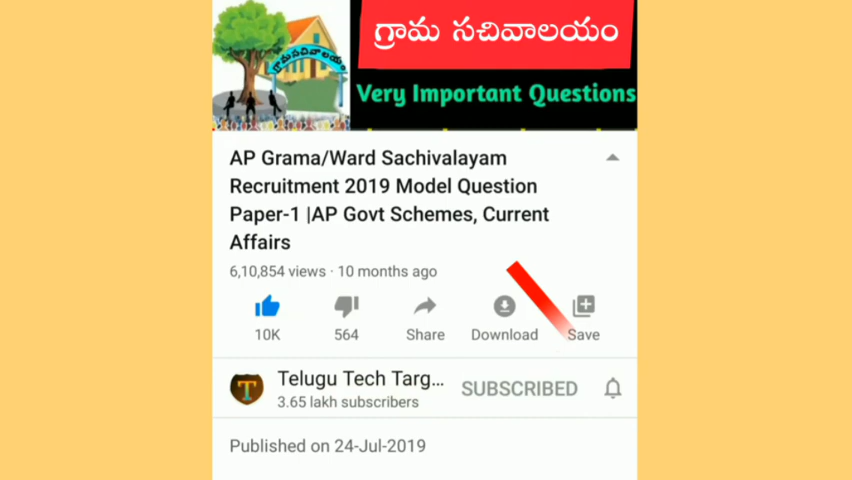 గ్రామ సచివాలయం
గ్రామసచివాలయం
Very Important Questions
AP Grama/Ward Sachivalayam
Recruitment 2019 Model Question
Paper-1 |AP Govt Schemes, Current
Affairs
6,10,854 views · 10 months ago
10K 564 Share Download Save
T
Telugu Tech Targ... SUBSCRIBED
3.65 lakh subscribers
Published on 24-Jul-2019